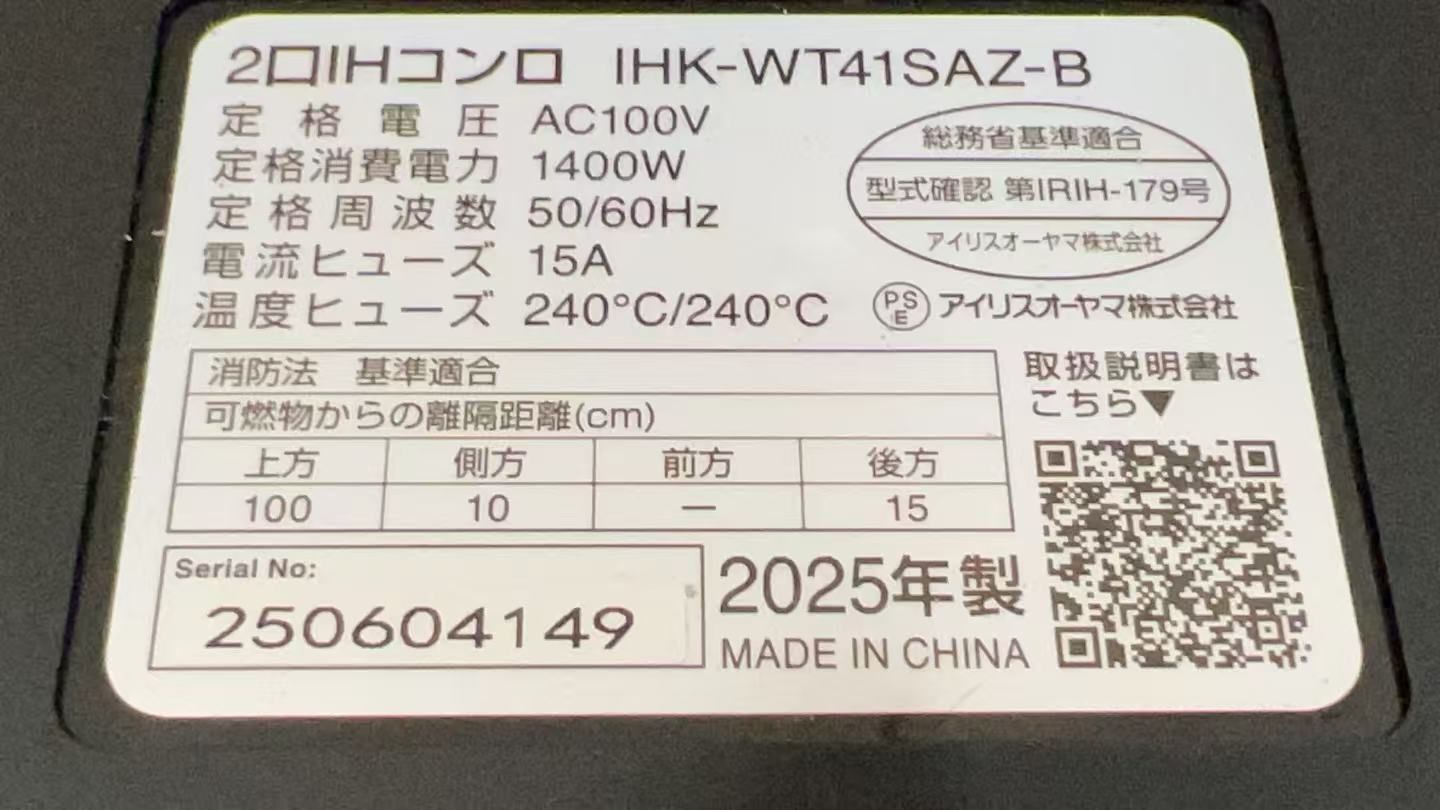 2口IHコンロ IHK-WT41SAZ-B
定格電圧 AC100V
定格消費電力 1400W
定格周波数 50/60Hz
電流ヒューズ 15A
温度ヒューズ 240°C/240°C
総務省基準適合
型式確認 第IRIH-179号
アイリスオーヤマ株式会社
PSE アイリスオーヤマ株式会社
消防法 基準適合
可燃物からの離隔距離(cm)
上方 側方 前方 後方
100 10 — 15
取扱説明書は
こちら▼
Serial No:
250604149
2025年製
MADE IN CHINA